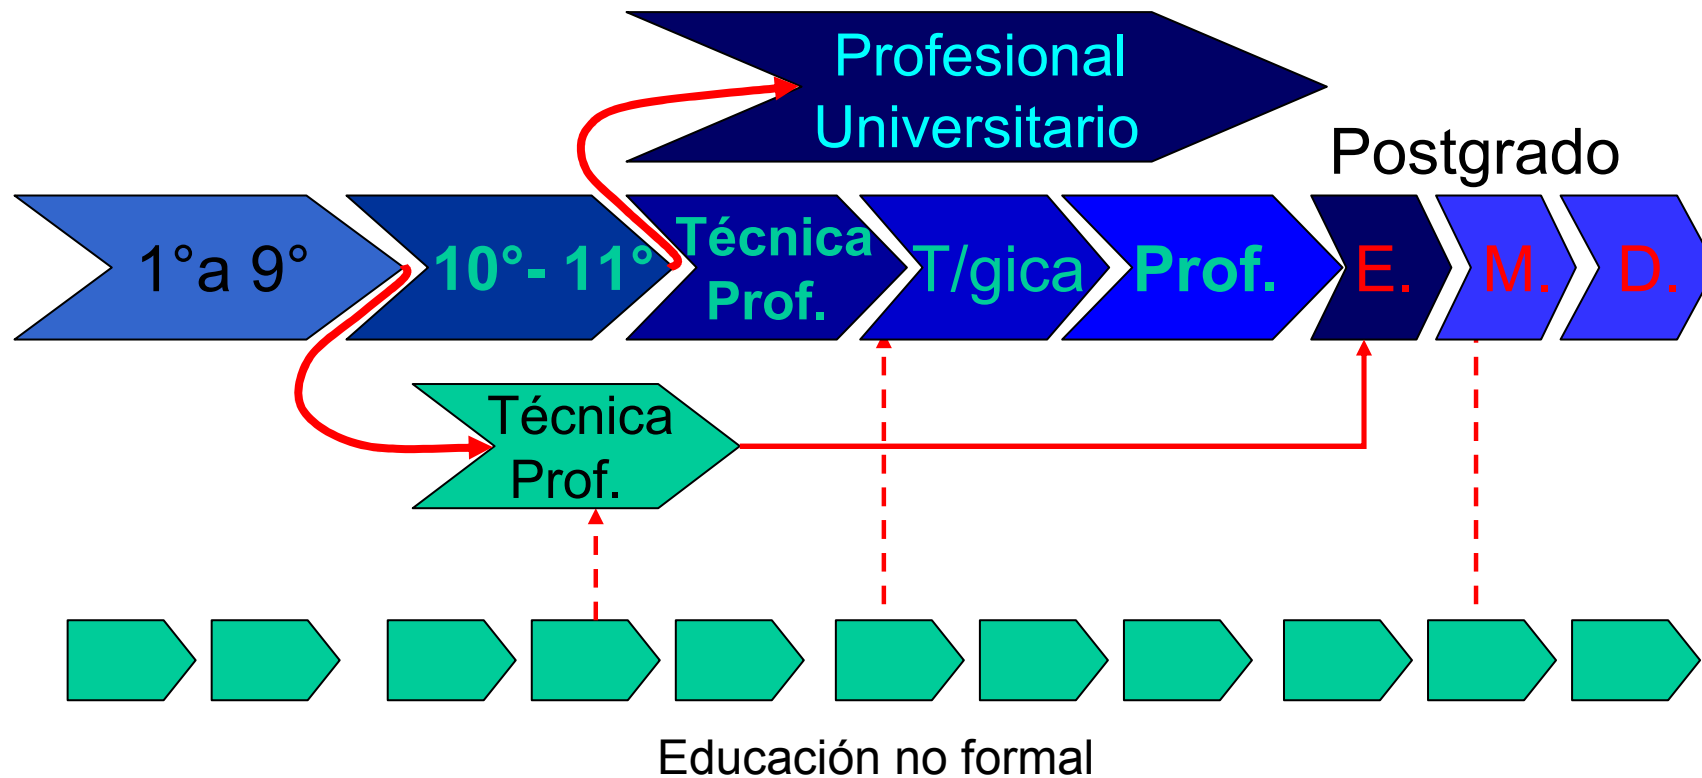 Profesional
Universitario
Postgrado
1°a 9°
10°- 11°
Técnica
Prof.
T/gica
Prof.
E.
M.
D.
Técnica
Prof.
Educación no formal